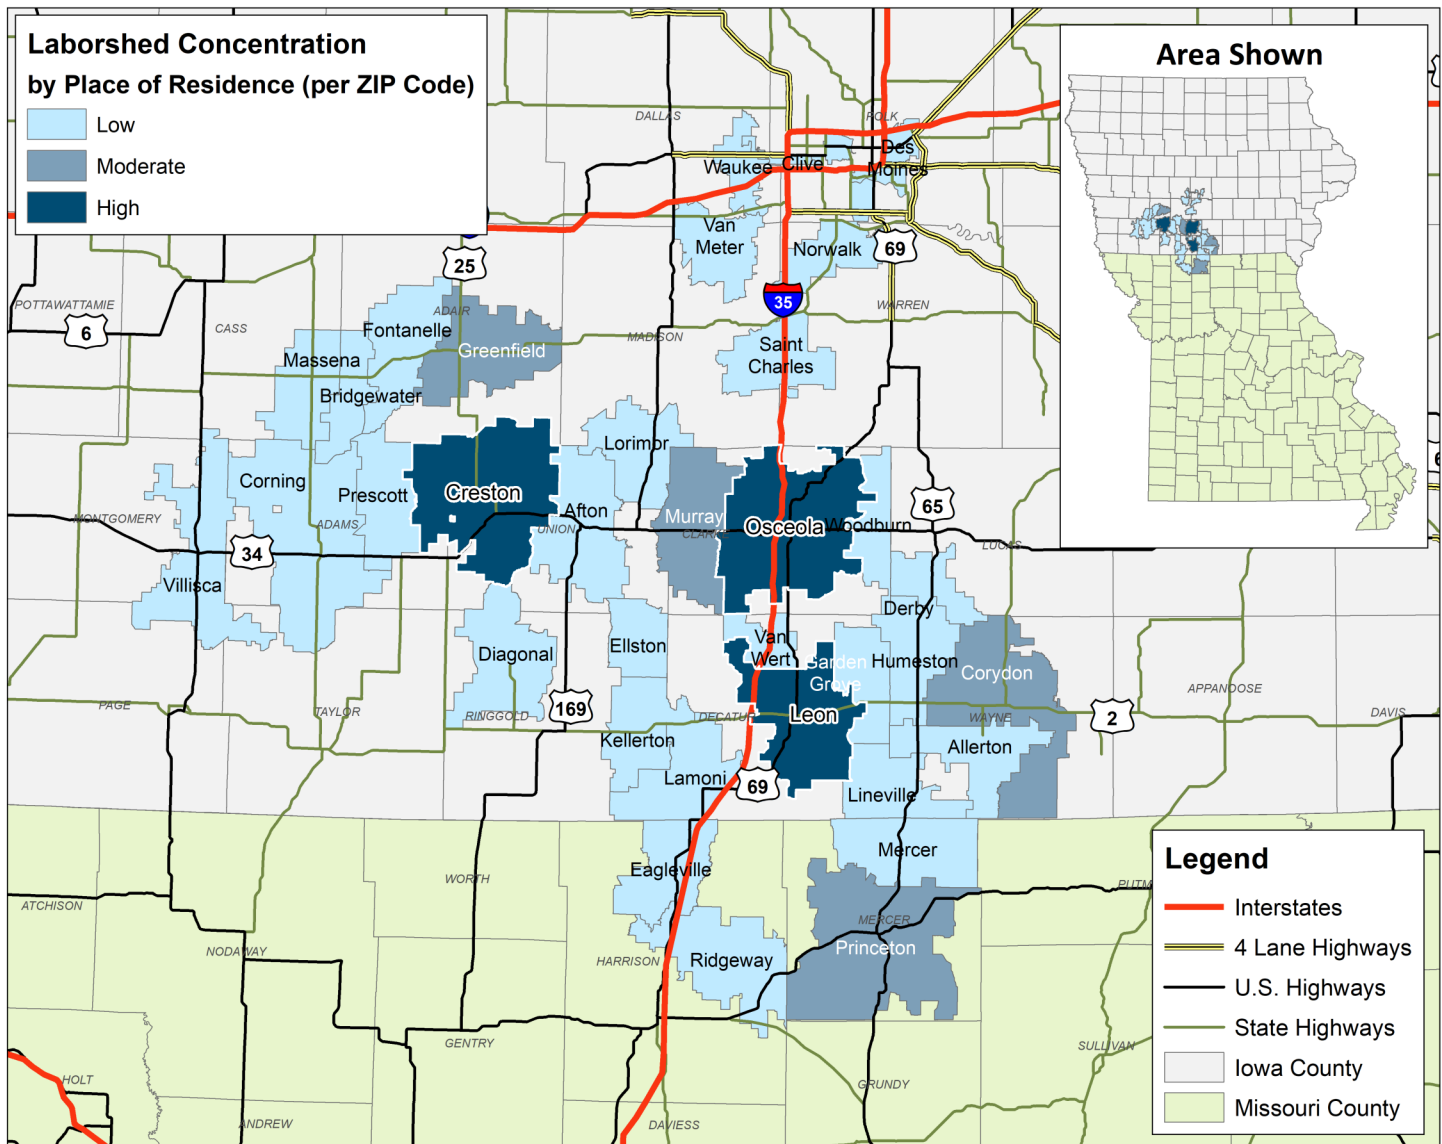 Laborshed Concentration
by Place of Residence (per ZIP Code)
Low
Moderate
High
Area Shown
DALLAS
POLK
Des
Moines
Waukee
Clive
Van
Meter
Norwalk
69
25
35
POTTAWATTAMIE
6
CASS
ADAIR
Fontanelle
Greenfield
MADISON
WARREN
Massena
Saint
Charles
Bridgewater
Lorimor
Corning
Prescott
Creston
Afton
Murray
Osceola
Woodburn
65
MONTGOMERY
ADAMS
UNION
CLARKE
LUCAS
34
Villisca
Derby
Diagonal
Ellston
Van
Wert
Garden
Grove
Humeston
Corydon
PAGE
TAYLOR
RINGGOLD
169
DECATUR
Leon
WAYNE
2
APPANOOSE
DAVIS
Kellerton
Allerton
Lamoni
69
Lineville
Eagleville
Mercer
WORTH
ATCHISON
NODAWAY
HARRISON
Ridgeway
MERCER
Princeton
PUTM
GENTRY
SULLIVAN
HOLT
GRUNDY
ANDREW
DAVIESS
Legend
Interstates
4 Lane Highways
U.S. Highways
State Highways
Iowa County
Missouri County